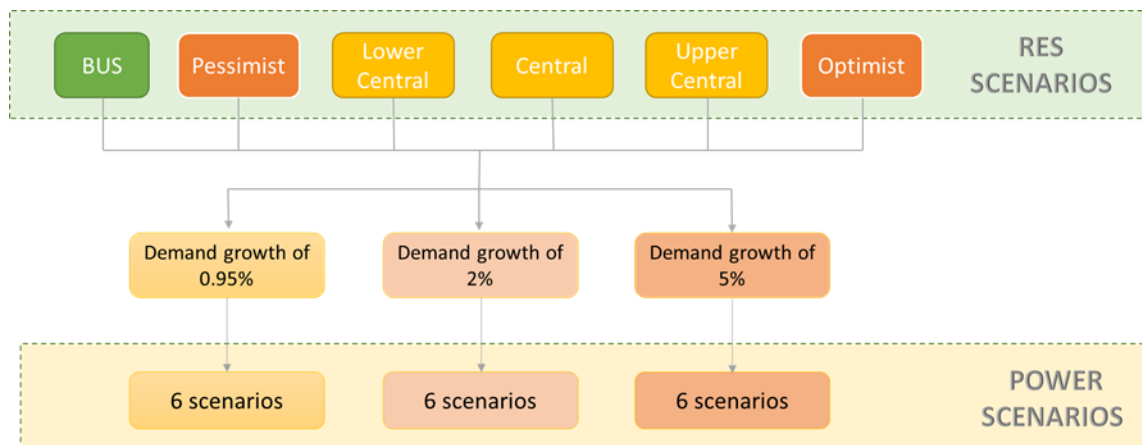 BUS
Pessimist
Lower
Central
Central
Upper
Central
Optimist
RES
SCENARIOS
Demand growth of
0.95%
Demand growth of
2%
Demand growth of
5%
6 scenarios
6 scenarios
6 scenarios
POWER
SCENARIOS